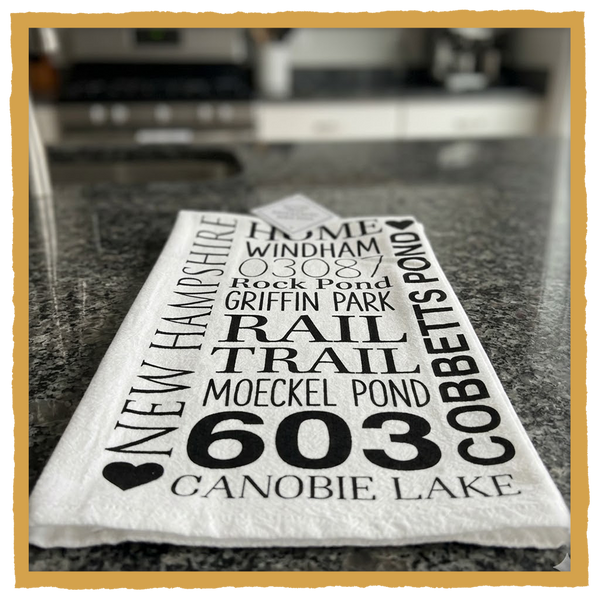 NEW HAMPSHIRE
HOME
WINDHAM
03087
Rock Pond
GRIFFIN PARK
RAIL
TRAIL
MOECKEL POND
603
CANOBIE LAKE
COBBETTS POND